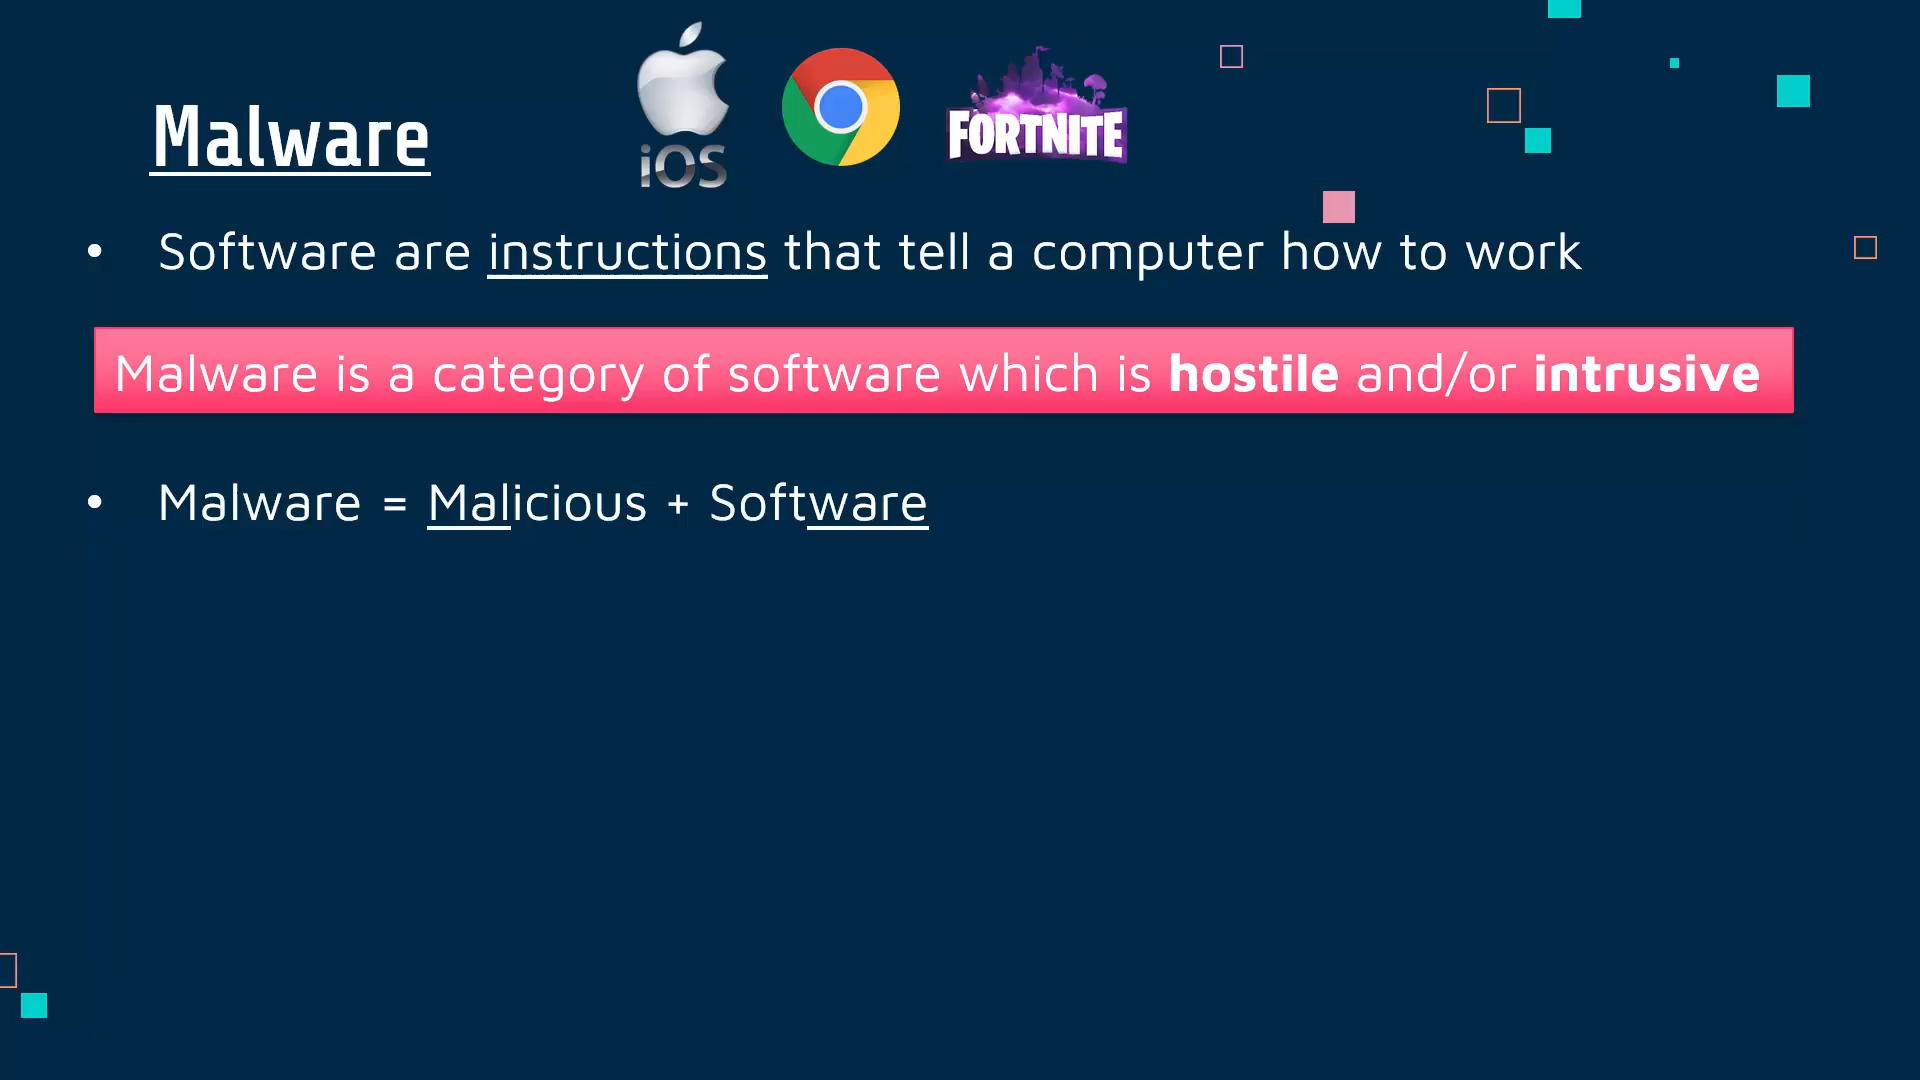 Malware
iOS
FORTNITE
• Software are instructions that tell a computer how to work
Malware is a category of software which is hostile and/or intrusive
• Malware = Malicious + Software